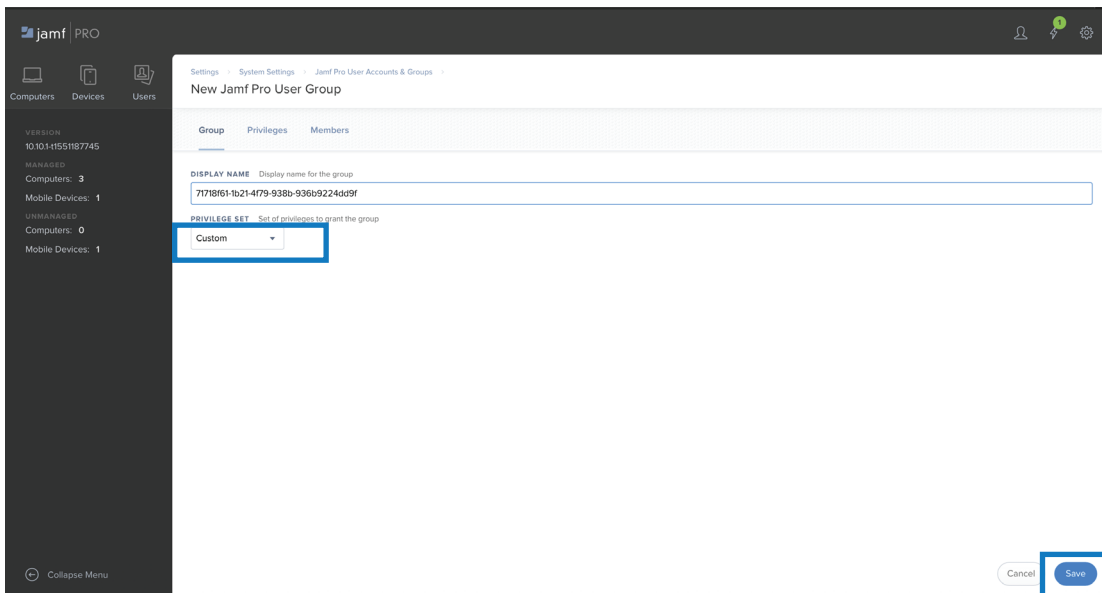 jamf PRO
1
Computers Devices Users
Settings System Settings Jamf Pro User Accounts & Groups
New Jamf Pro User Group
Group Privileges Members
VERSION
10.10.1-t1551187745
MANAGED
Computers: 3
Mobile Devices: 1
UNMANAGED
Computers: 0
Mobile Devices: 1
DISPLAY NAME Display name for the group
71718f61-1b21-4f79-938b-936b9224dd9f
PRIVILEGE SET Set of privileges to grant the group
Custom
Collapse Menu
Cancel Save